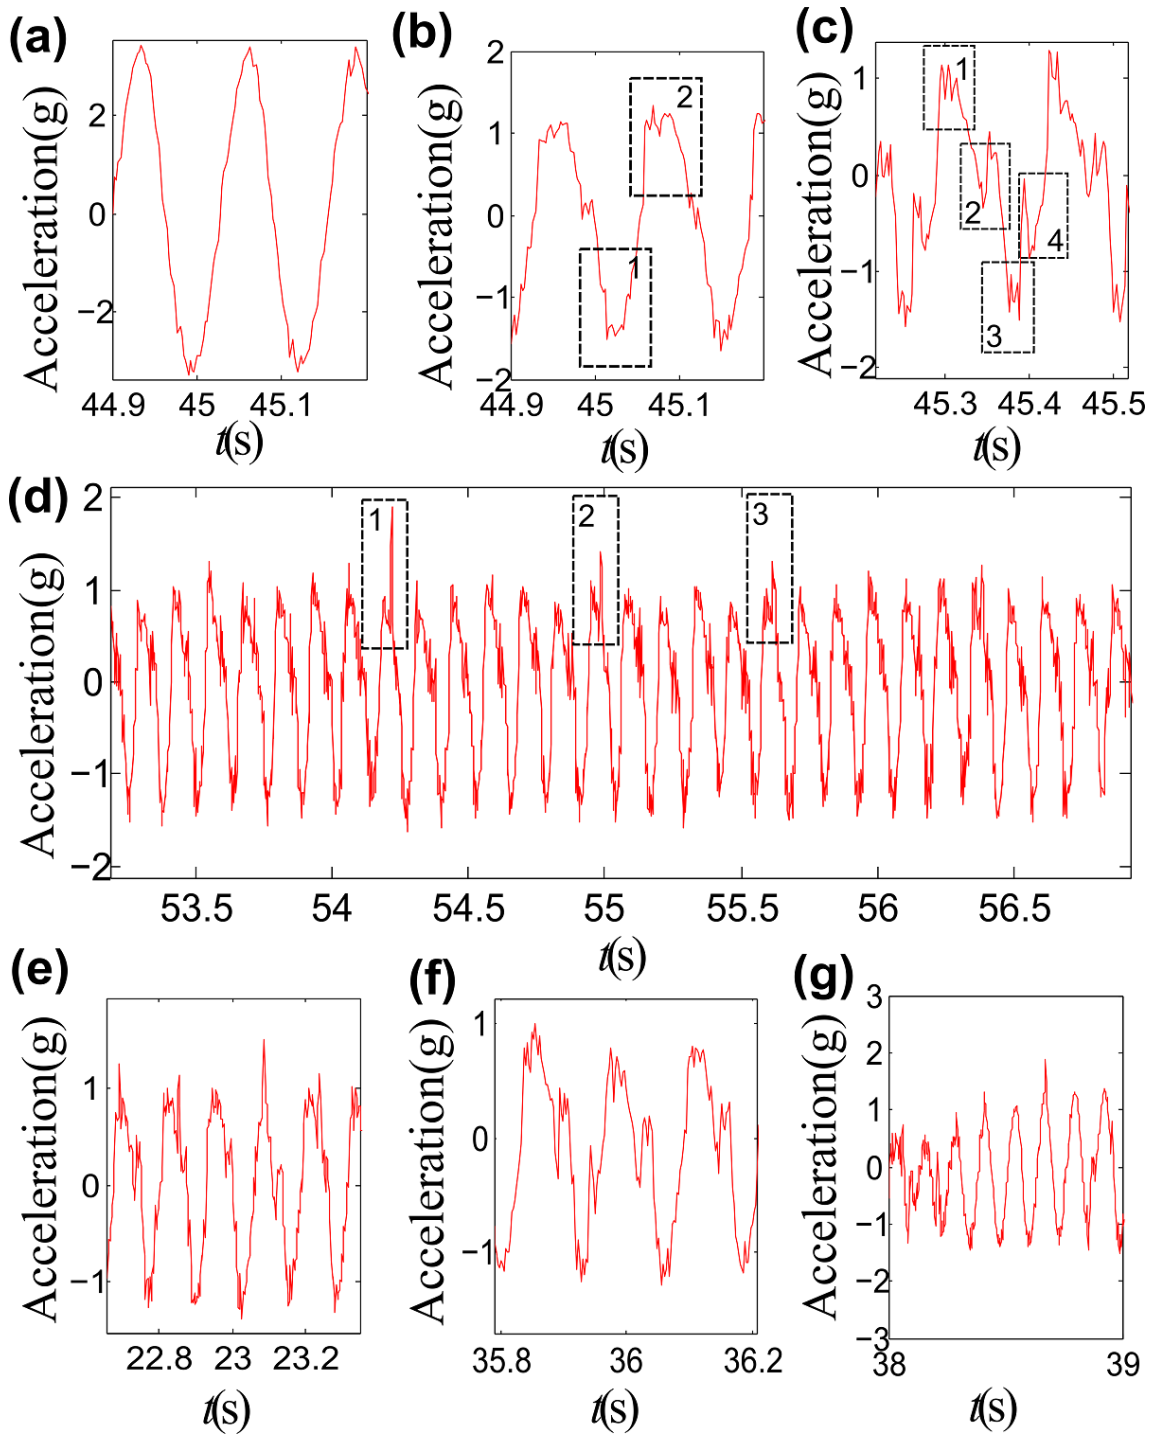 (a)
Acceleration(g)
2
0
−2
44.9 45 45.1
t(s)
(b)
Acceleration(g)
2
1
0
−1
−2
1
2
44.9 45 45.1
t(s)
(c)
Acceleration(g)
1
0
−1
−2
1
2
3
4
45.3 45.4 45.5
t(s)
(d)
Acceleration(g)
2
1
0
−1
−2
1
2
3
53.5 54 54.5 55 55.5 56 56.5
t(s)
(e)
Acceleration(g)
1
0
−1
22.8 23 23.2
t(s)
(f)
Acceleration(g)
1
0
−1
35.8 36 36.2
t(s)
(g)
Acceleration(g)
3
2
1
0
−1
−2
−3
38 39
t(s)